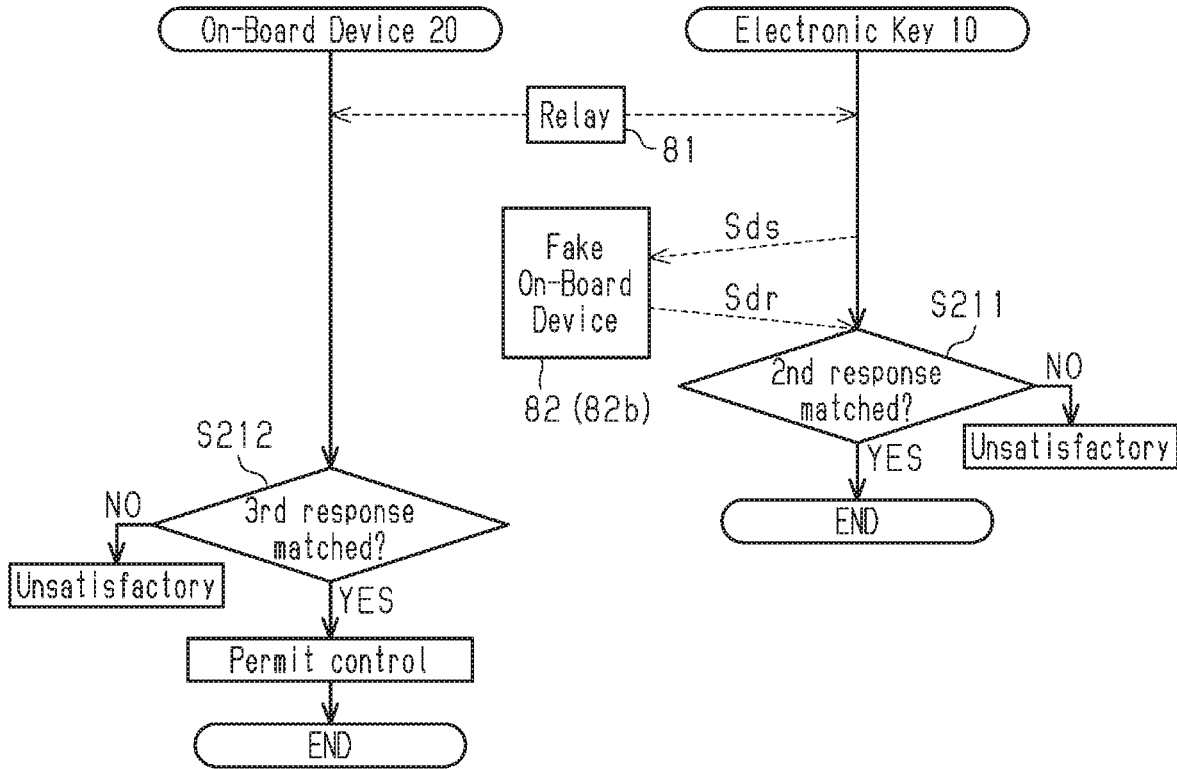 On-Board Device 20
Electronic Key 10
Relay
81
Sds
Fake
On-Board
Device
Sdr
S211
82 (82b)
2nd response
matched?
NO
Unsatisfactory
YES
END
S212
3rd response
matched?
NO
Unsatisfactory
YES
Permit control
END